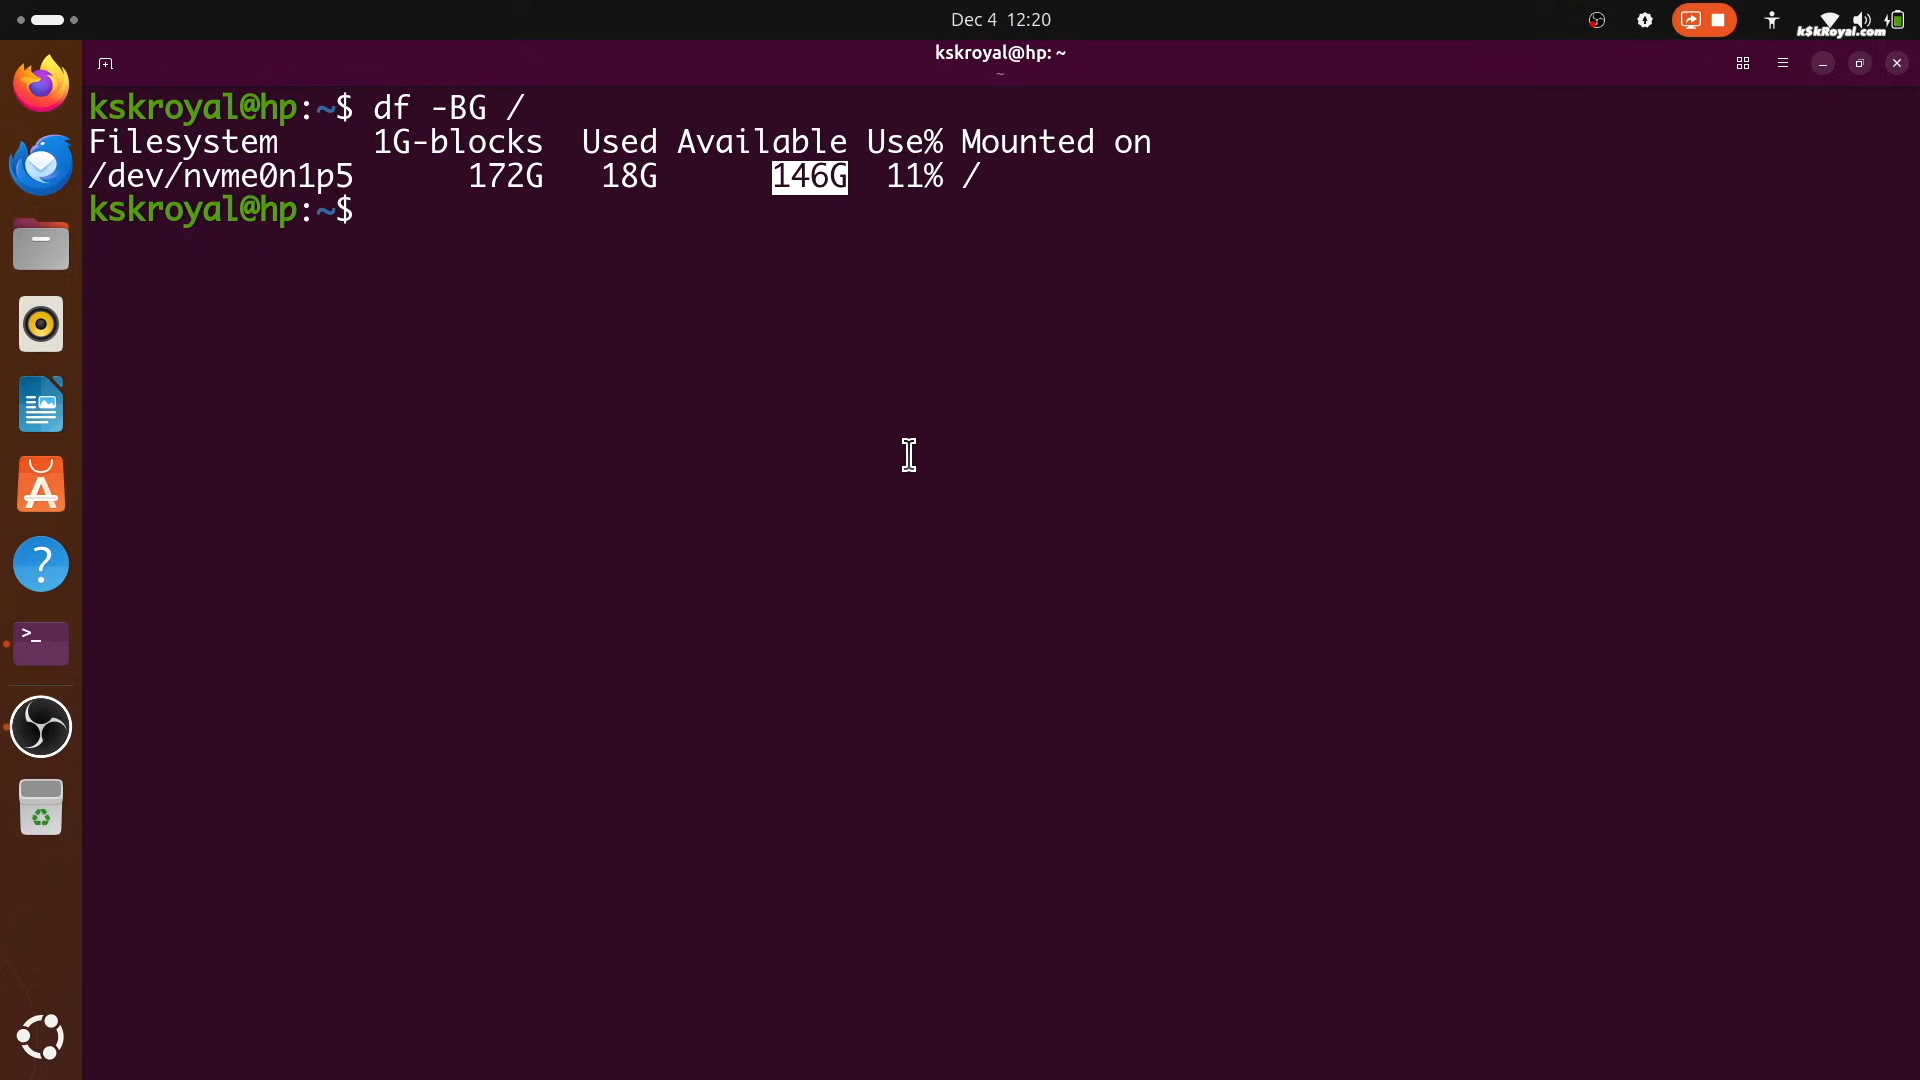 Dec 4 12:20
k$kRoyal.com
kskroyal@hp: ~
~
kskroyal@hp:~$ df -BG /
Filesystem 1G-blocks Used Available Use% Mounted on
/dev/nvme0n1p5 172G 18G 146G 11% /
kskroyal@hp:~$